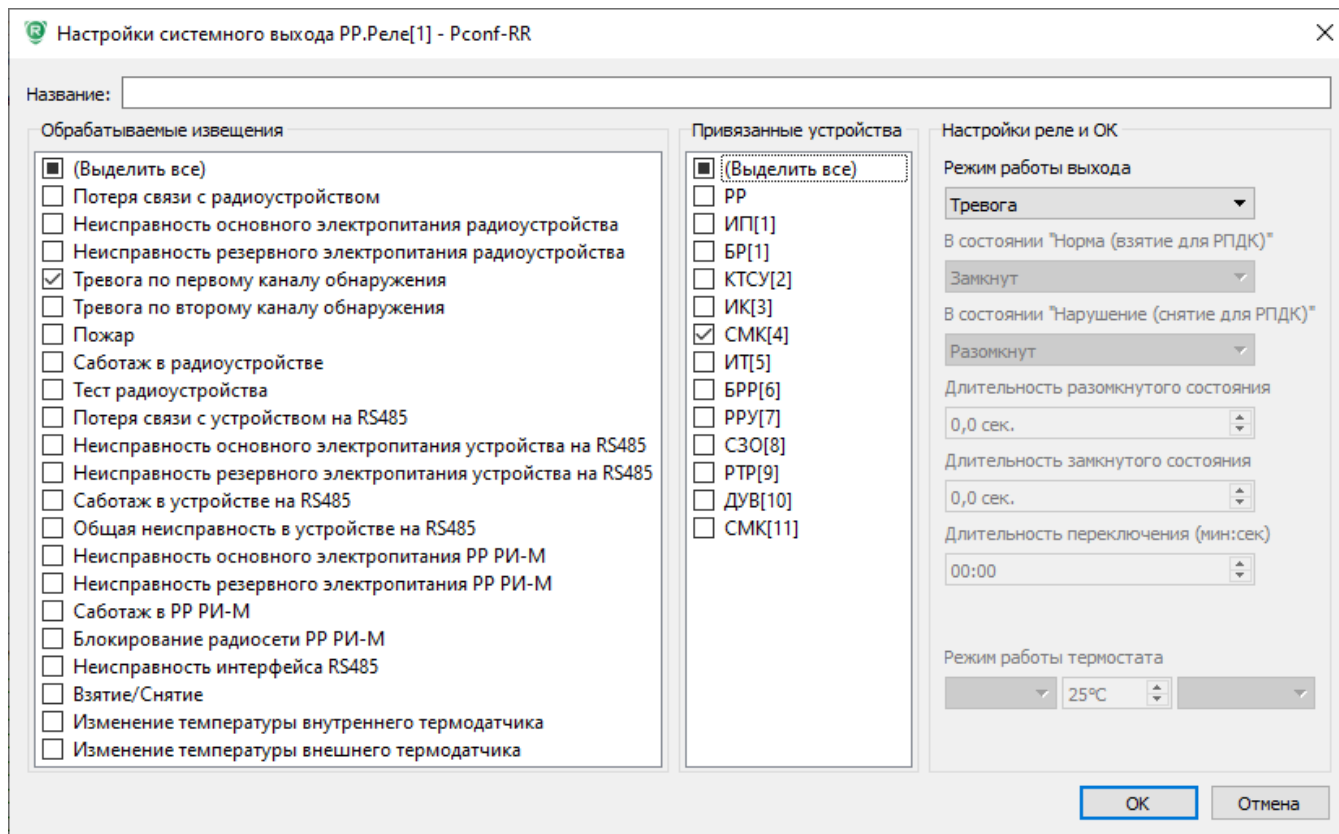 Настройки системного выхода РР.Реле[1] - Pconf-RR
Название:
Обрабатываемые извещения
(Выделить все)
Потеря связи с радиоустройством
Неисправность основного электропитания радиоустройства
Неисправность резервного электропитания радиоустройства
Тревога по первому каналу обнаружения
Тревога по второму каналу обнаружения
Пожар
Саботаж в радиоустройстве
Тест радиоустройства
Потеря связи с устройством на RS485
Неисправность основного электропитания устройства на RS485
Неисправность резервного электропитания устройства на RS485
Саботаж в устройстве на RS485
Общая неисправность в устройстве на RS485
Неисправность основного электропитания РР РИ-М
Неисправность резервного электропитания РР РИ-М
Саботаж в РР РИ-М
Блокирование радиосети РР РИ-М
Неисправность интерфейса RS485
Взятие/Снятие
Изменение температуры внутреннего термодатчика
Изменение температуры внешнего термодатчика
Привязанные устройства
(Выделить все)
РР
ИП[1]
БР[1]
КТСУ[2]
ИК[3]
СМК[4]
ИТ[5]
БРР[6]
РРУ[7]
СЗО[8]
РТР[9]
ДУВ[10]
СМК[11]
Настройки реле и ОК
Режим работы выхода
Тревога
В состоянии "Норма (взятие для РПДК)"
Замкнут
В состоянии "Нарушение (снятие для РПДК)"
Разомкнут
Длительность разомкнутого состояния
0,0 сек.
Длительность замкнутого состояния
0,0 сек.
Длительность переключения (мин:сек)
00:00
Режим работы термостата
25°C
ОК
Отмена